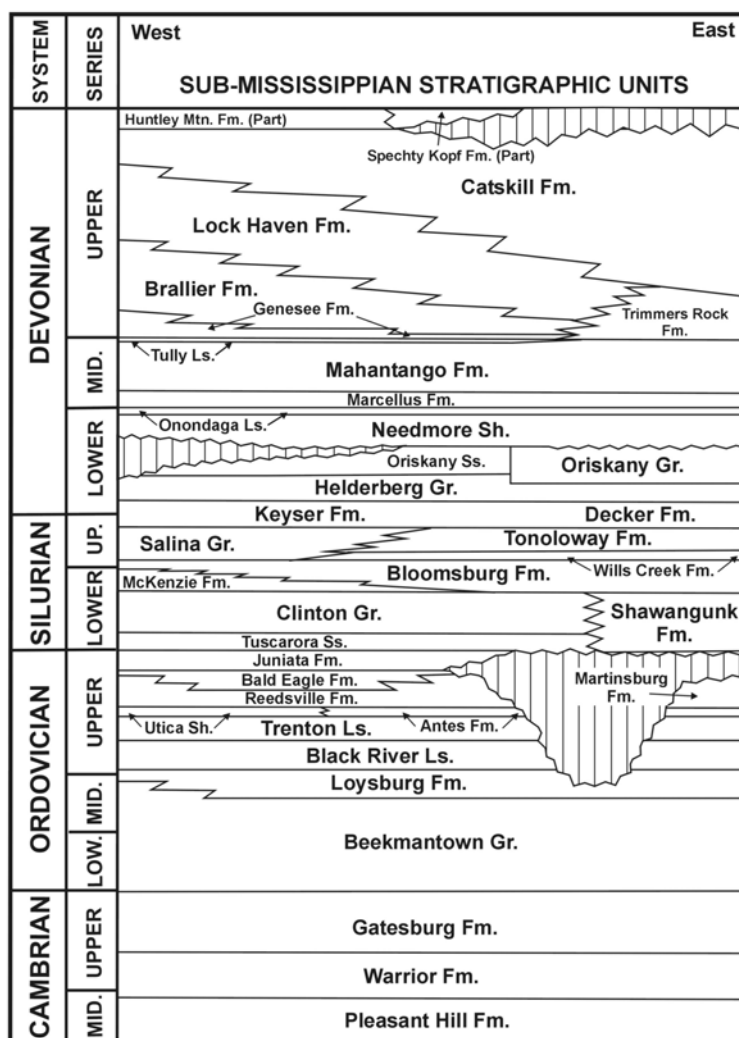 SYSTEM
SERIES
West
East
SUB-MISSISSIPPIAN STRATIGRAPHIC UNITS
DEVONIAN
UPPER
Huntley Mtn. Fm. (Part)
Spechty Kopf Fm. (Part)
Catskill Fm.
Lock Haven Fm.
Brallier Fm.
Genesee Fm.
Trimmers Rock
Fm.
MID.
Tully Ls.
Mahantango Fm.
Marcellus Fm.
LOWER
Onondaga Ls.
Needmore Sh.
Oriskany Ss.
Oriskany Gr.
Helderberg Gr.
Keyser Fm.
Decker Fm.
SILURIAN
UP.
Salina Gr.
Tonoloway Fm.
Wills Creek Fm.
LOWER
McKenzie Fm.
Bloomsburg Fm.
Clinton Gr.
Shawangunk
Fm.
Tuscarora Ss.
ORDOVICIAN
UPPER
Juniata Fm.
Bald Eagle Fm.
Martinsburg
Fm.
Reedsville Fm.
Utica Sh.
Trenton Ls.
Antes Fm.
Black River Ls.
MID.
Loysburg Fm.
LOW.
Beekmantown Gr.
CAMBRIAN
UPPER
Gatesburg Fm.
Warrior Fm.
MID.
Pleasant Hill Fm.